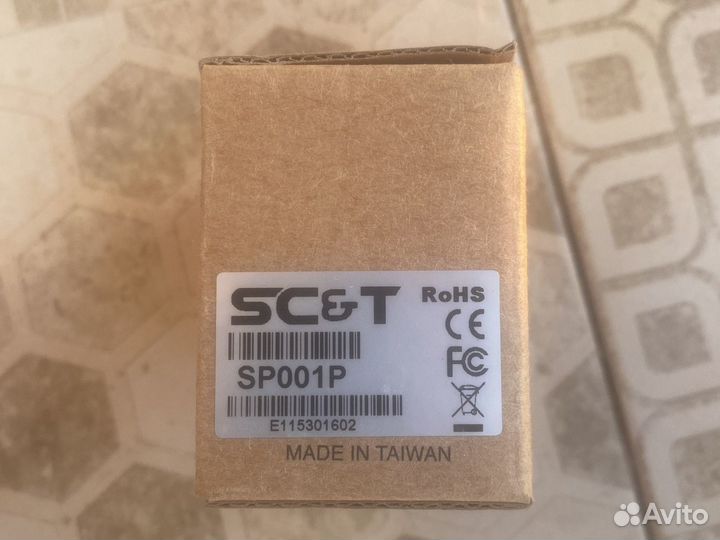 SC&T
RoHS
CE
FC
SP001P
E115301602
MADE IN TAIWAN
Avito